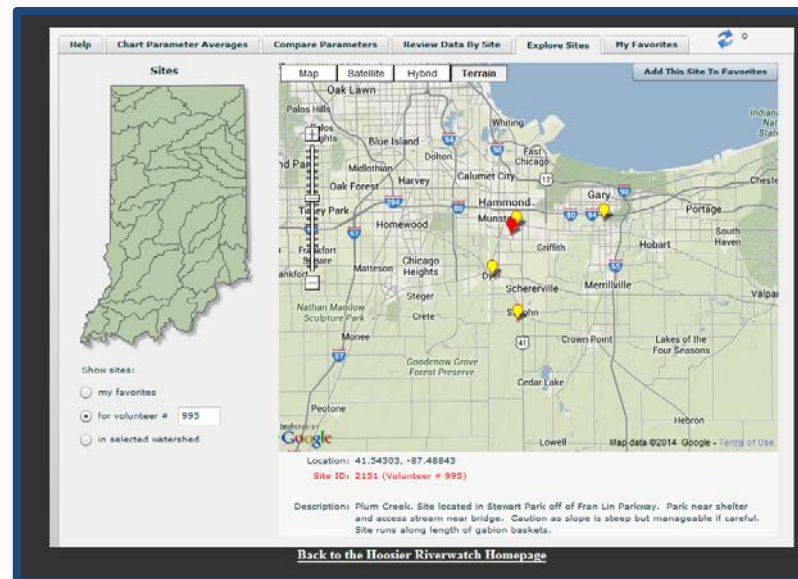 Help
Chart Parameter Averages
Compare Parameters
Review Data By Site
Explore Sites
My Favorites
0
Sites
Map
Satellite
Hybrid
Terrain
Add This Site To Favorites
Oak Lawn
Palos Hills
Whiting
Blue Island
East Chicago
Dolton
Midlothian
Calumet City
Oak Forest
Harvey
Hammond
Gary
Portage
Munster
Homewood
South Haven
Griffith
Hobart
Matteson
Chicago Heights
Dyer
Schererville
Merrillville
Steger
Nathan Manilow Sculpture Park
Crete
Monee
Crown Point
Lakes of the Four Seasons
Goodenow Grove Forest Preserve
Cedar Lake
Peotone
Hebron
Lowell
Google
Map data ©2014 Google - Terms of Use
Show sites:
my favorites
for volunteer # 995
in selected watershed
Location: 41.54303, -87.48843
Site ID: 2151 (Volunteer # 995)
Description: Plum Creek. Site located in Stewart Park off of Fran Lin Parkway. Park near shelter
and access stream near bridge. Caution as slope is steep but manageable if careful.
Site runs along length of gabion baskets.
Back to the Hoosier Riverwatch Homepage